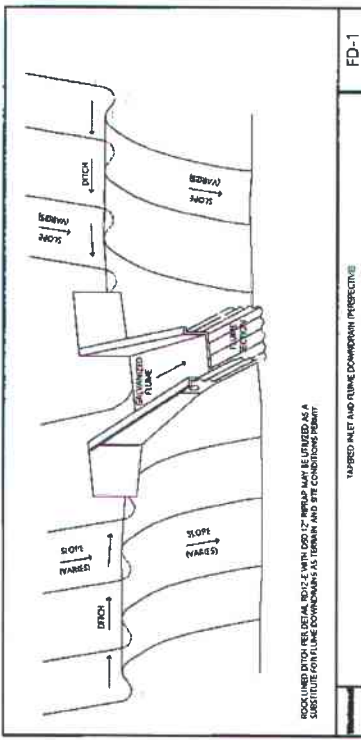 SLOPE
(VARIES)
DITCH
SLOPE
(VARIES)
GALVANIZED
FLUME
FLUME
SECTION
SLOPE
(VARIES)
DITCH
SLOPE
(VARIES)
ROCK LINED DITCH PER DETAIL RD12-E WITH D50 12" RIPRAP MAY BE UTILIZED AS A
SUBSTITUTE FOR FLUME DOWNDRAINS AS TERRAIN AND SITE CONDITIONS PERMIT
TAPERED INLET AND FLUME DOWNDRAIN (PERSPECTIVE)
FD-1